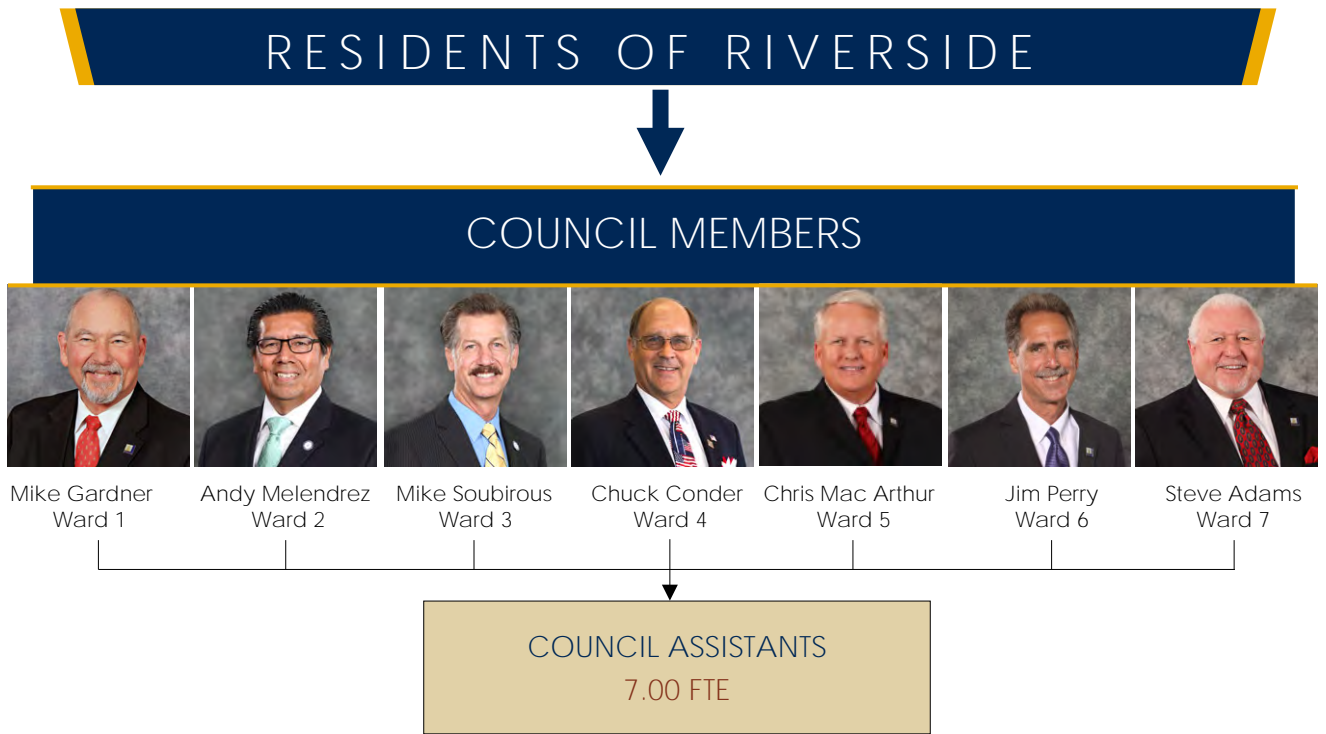 RESIDENTS OF RIVERSIDE
COUNCIL MEMBERS
Mike Gardner
Ward 1
Andy Melendrez
Ward 2
Mike Soubirous
Ward 3
Chuck Conder
Ward 4
Chris Mac Arthur
Ward 5
Jim Perry
Ward 6
Steve Adams
Ward 7
COUNCIL ASSISTANTS
7.00 FTE